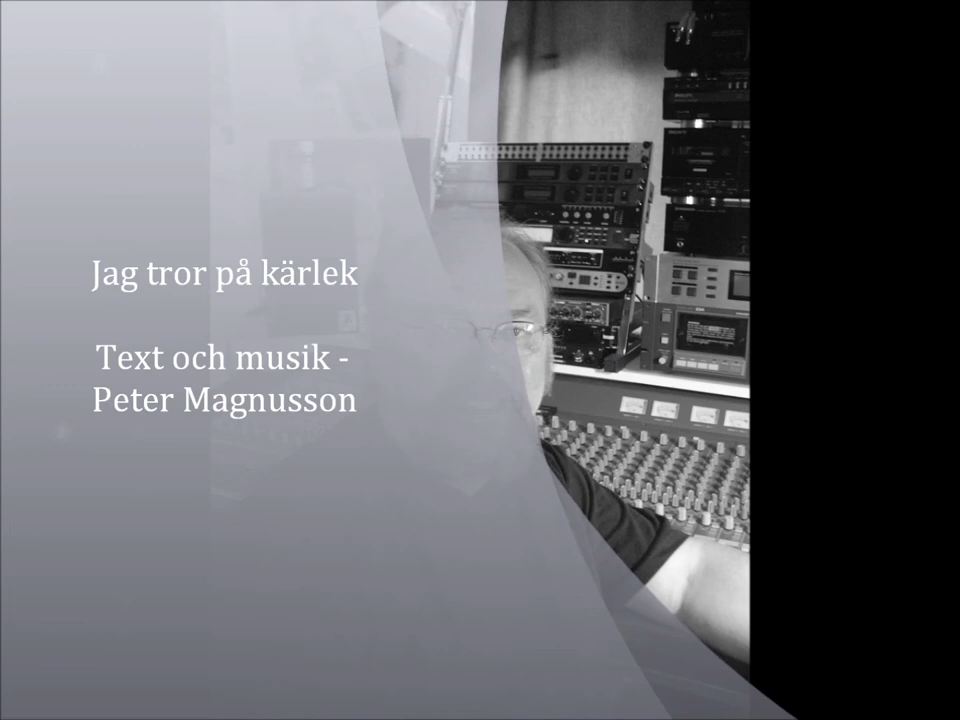 Jag tror på kärlek
Text och musik -
Peter Magnusson